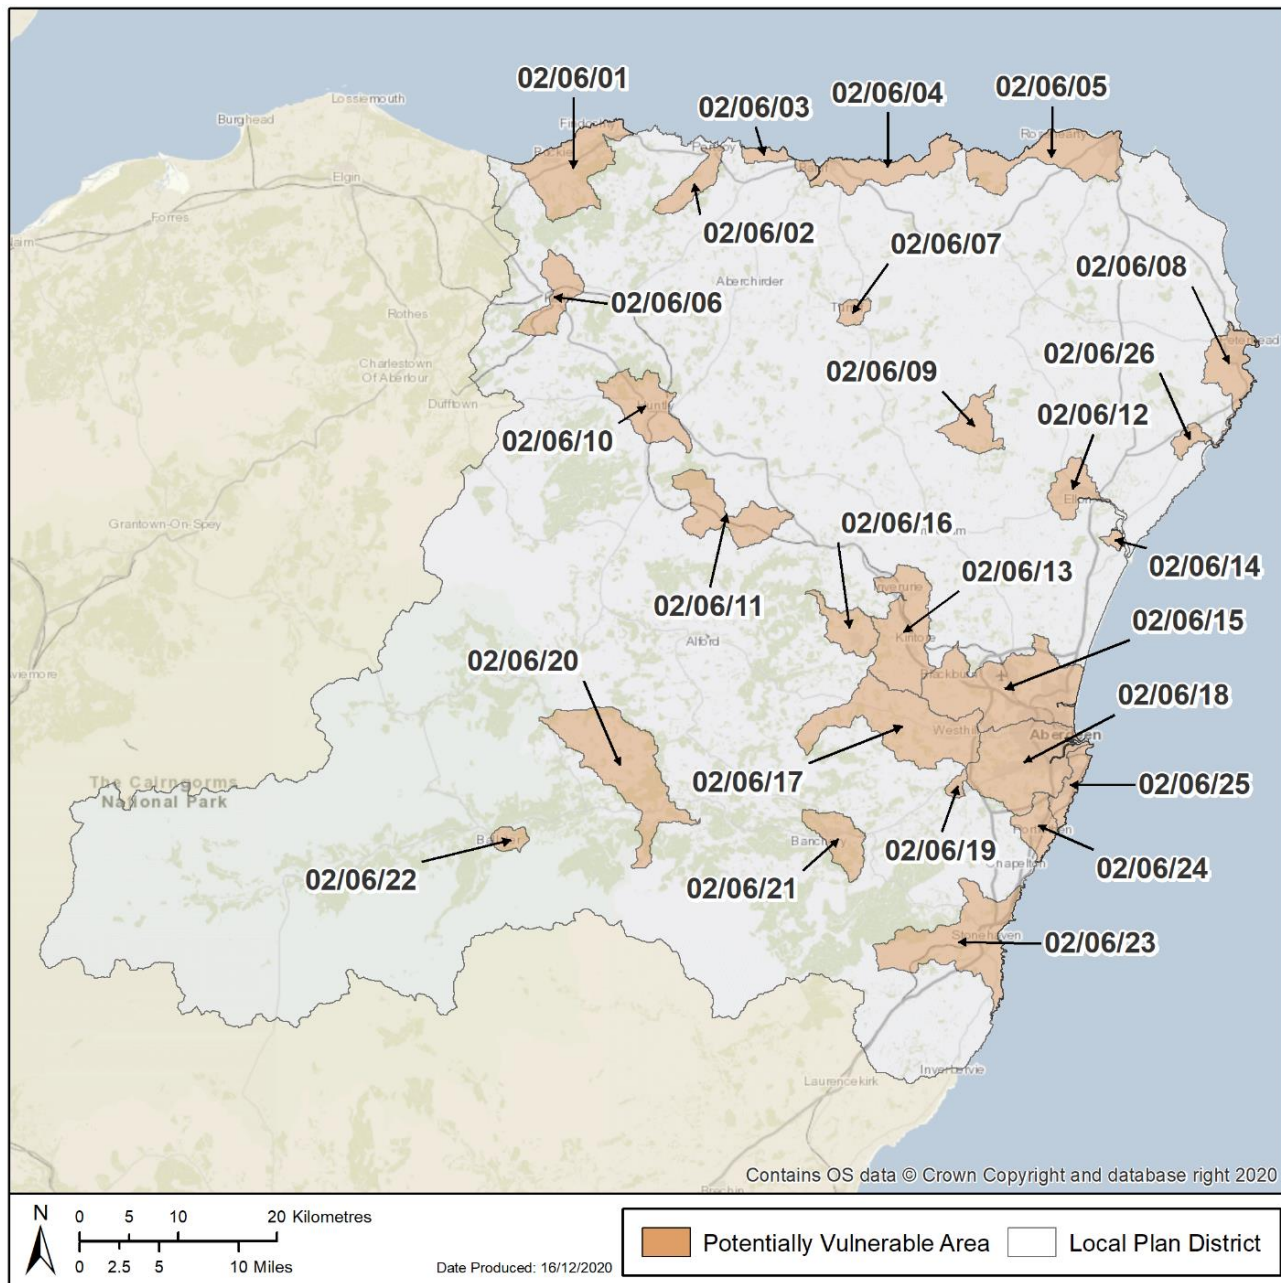 02/06/01
02/06/03
02/06/04
02/06/05
Lossiemouth
Burghead
Elgin
Forres
02/06/02
02/06/07
02/06/08
Aberchirder
02/06/06
Rothes
02/06/26
Charlestown
Of Aberlour
Dufftown
02/06/09
02/06/12
02/06/10
Huntly
Ellon
Grantown-On-Spey
02/06/16
02/06/14
02/06/13
02/06/11
Inverurie
Kintore
Alford
02/06/15
02/06/20
Blackburn
02/06/18
Westhill
Aberdeen
The Cairngorms
National Park
02/06/17
02/06/25
Banchory
02/06/19
Chapelton
02/06/24
02/06/22
02/06/21
Stonehaven
02/06/23
Inverbervie
Laurencekirk
Brechin
Contains OS data © Crown Copyright and database right 2020
N
0 5 10 20 Kilometres
0 2.5 5 10 Miles
Date Produced: 16/12/2020
Potentially Vulnerable Area
Local Plan District